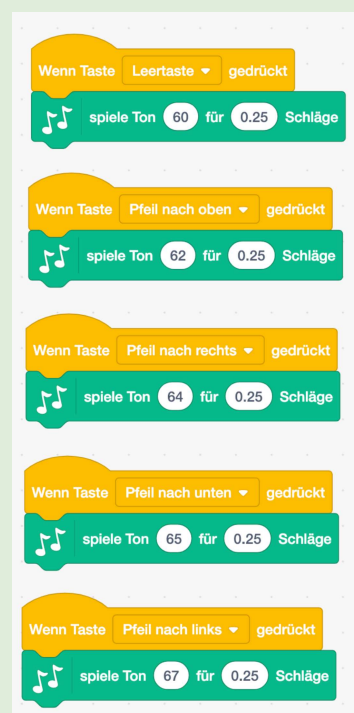 Wenn Taste Leertaste gedrückt
spiele Ton 60 für 0.25 Schläge
Wenn Taste Pfeil nach oben gedrückt
spiele Ton 62 für 0.25 Schläge
Wenn Taste Pfeil nach rechts gedrückt
spiele Ton 64 für 0.25 Schläge
Wenn Taste Pfeil nach unten gedrückt
spiele Ton 65 für 0.25 Schläge
Wenn Taste Pfeil nach links gedrückt
spiele Ton 67 für 0.25 Schläge